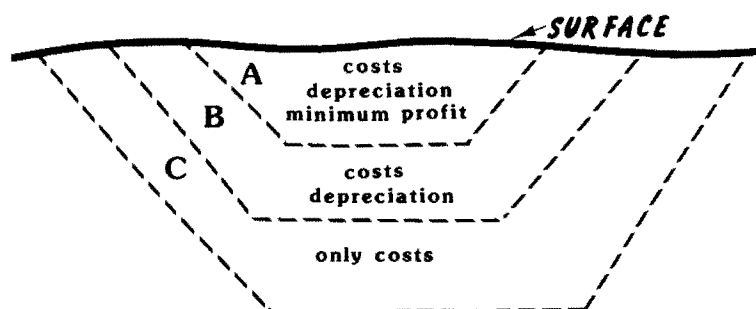 SURFACE
A
costs
depreciation
minimum profit
B
costs
depreciation
C
only costs